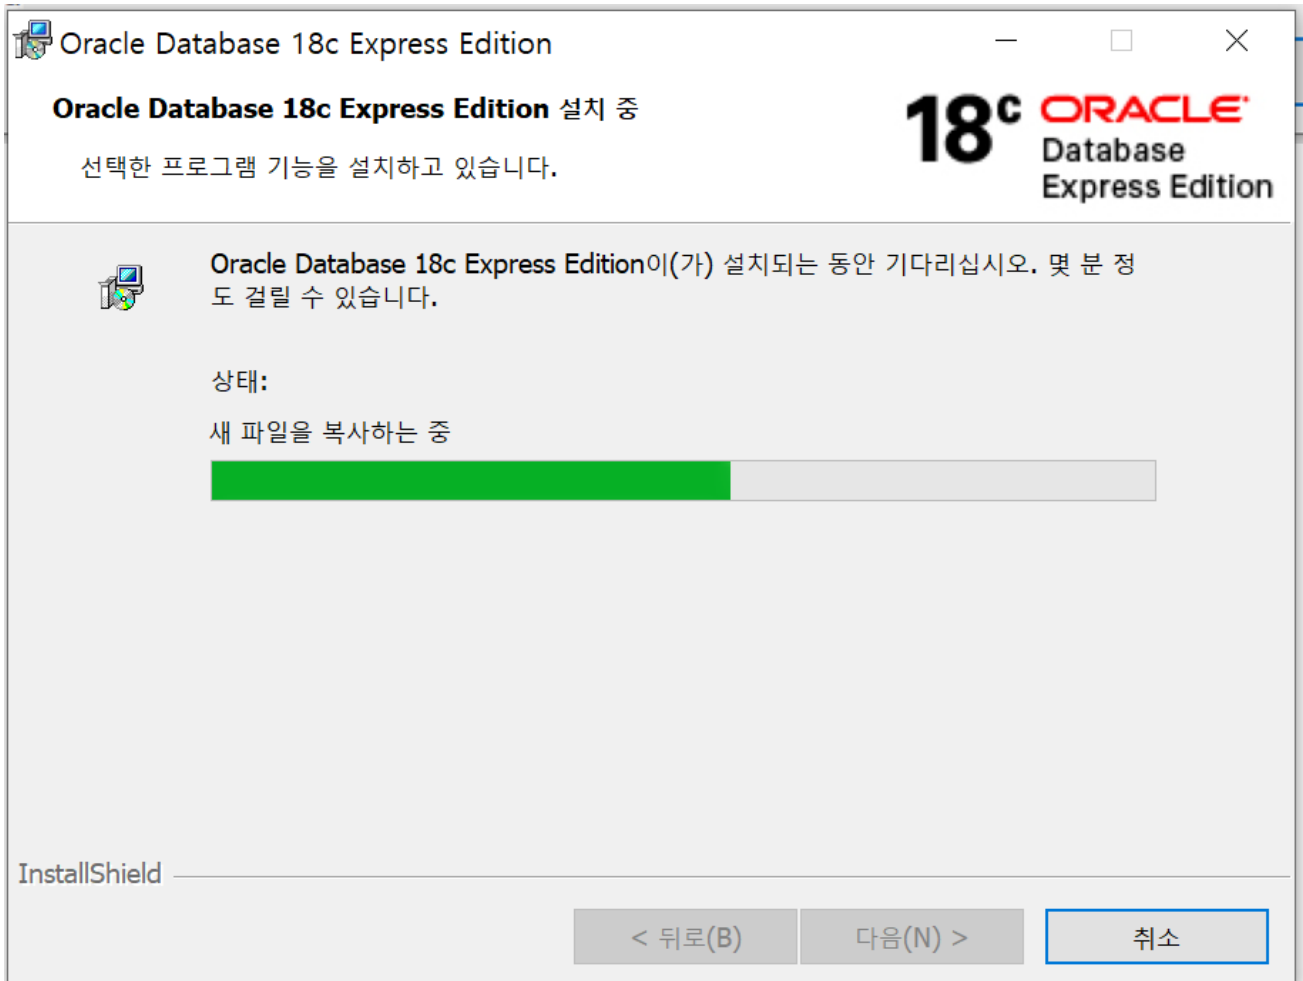 Oracle Database 18c Express Edition
Oracle Database 18c Express Edition 설치 중
선택한 프로그램 기능을 설치하고 있습니다.
18c ORACLE
Database
Express Edition
Oracle Database 18c Express Edition이(가) 설치되는 동안 기다리십시오. 몇 분 정
도 걸릴 수 있습니다.
상태:
새 파일을 복사하는 중
InstallShield
< 뒤로(B)
다음(N) >
취소